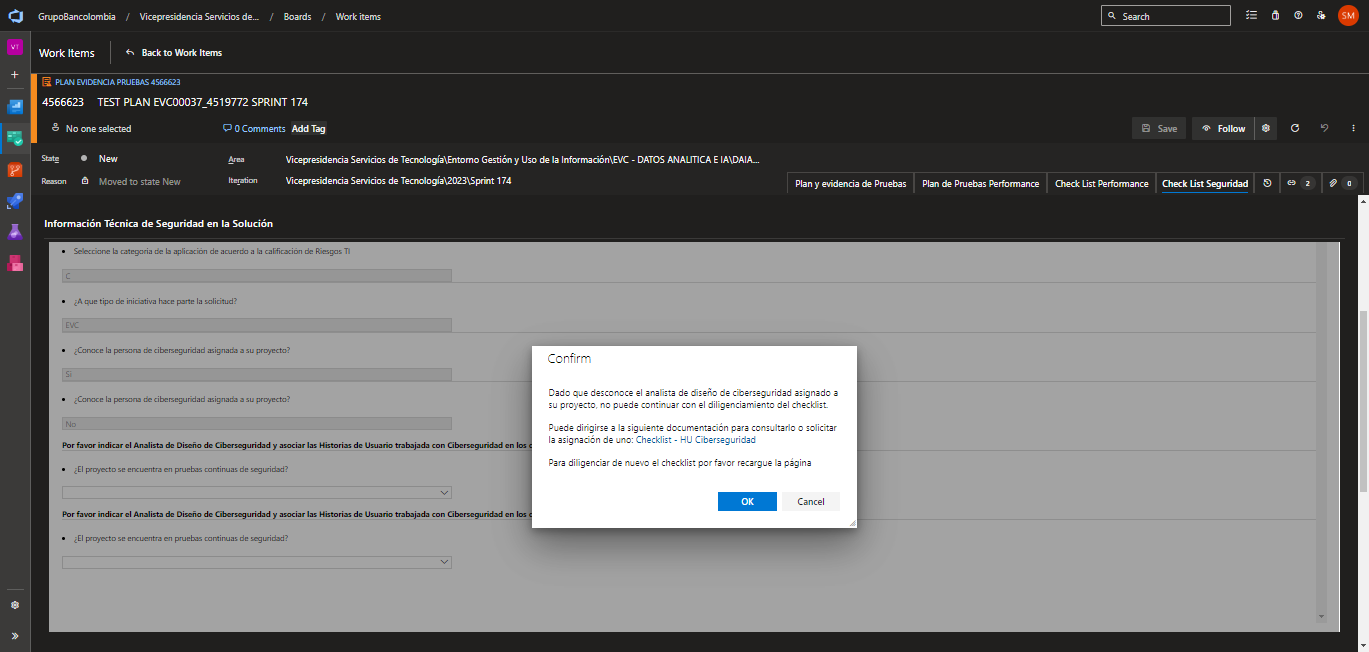 GrupoBancolombia / Vicepresidencia Servicios de... / Boards / Work items
Search
SM
VT
Work Items
Back to Work Items
PLAN EVIDENCIA PRUEBAS 4566623
4566623 TEST PLAN EVC00037_4519772 SPRINT 174
No one selected
0 Comments
Add Tag
Save
Follow
State
New
Area
Vicepresidencia Servicios de Tecnología\Entorno Gestión y Uso de la Información\EVC - DATOS ANALITICA E IA\DAIA...
Reason
Moved to state New
Iteration
Vicepresidencia Servicios de Tecnología\2023\Sprint 174
Plan y evidencia de Pruebas
Plan de Pruebas Performance
Check List Performance
Check List Seguridad
2
0
Información Técnica de Seguridad en la Solución
Seleccione la categoría de la aplicación de acuerdo a la calificación de Riesgos TI
C
¿A que tipo de iniciativa hace parte la solicitud?
EVC
¿Conoce la persona de ciberseguridad asignada a su proyecto?
Si
¿Conoce la persona de ciberseguridad asignada a su proyecto?
No
Por favor indicar el Analista de Diseño de Ciberseguridad y asociar las Historias de Usuario trabajada con Ciberseguridad en los
¿El proyecto se encuentra en pruebas continuas de seguridad?
Por favor indicar el Analista de Diseño de Ciberseguridad y asociar las Historias de Usuario trabajada con Ciberseguridad en los
¿El proyecto se encuentra en pruebas continuas de seguridad?
Confirm
Dado que desconoce el analista de diseño de ciberseguridad asignado a
su proyecto, no puede continuar con el diligenciamiento del checklist.
Puede dirigirse a la siguiente documentación para consultarlo o solicitar
la asignación de uno: Checklist - HU Ciberseguridad
Para diligenciar de nuevo el checklist por favor recargue la página
OK
Cancel